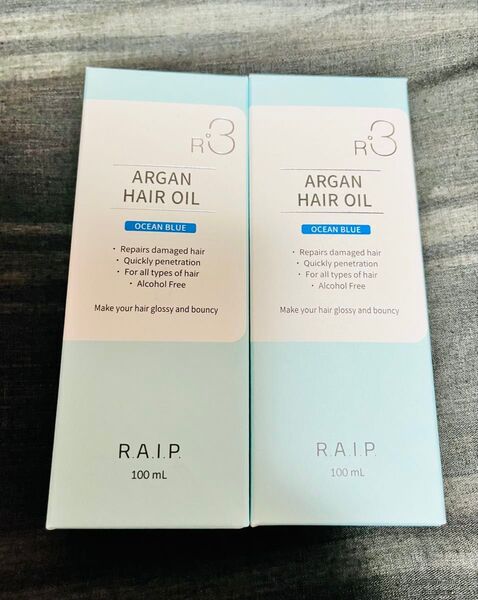 R°3
ARGAN
HAIR OIL
OCEAN BLUE
· Repairs damaged hair
· Quickly penetration
· For all types of hair
· Alcohol Free
Make your hair glossy and bouncy
R.A.I.P.
100 mL
R°3
ARGAN
HAIR OIL
OCEAN BLUE
· Repairs damaged hair
· Quickly penetration
· For all types of hair
· Alcohol Free
Make your hair glossy and bouncy
R.A.I.P.
100 mL